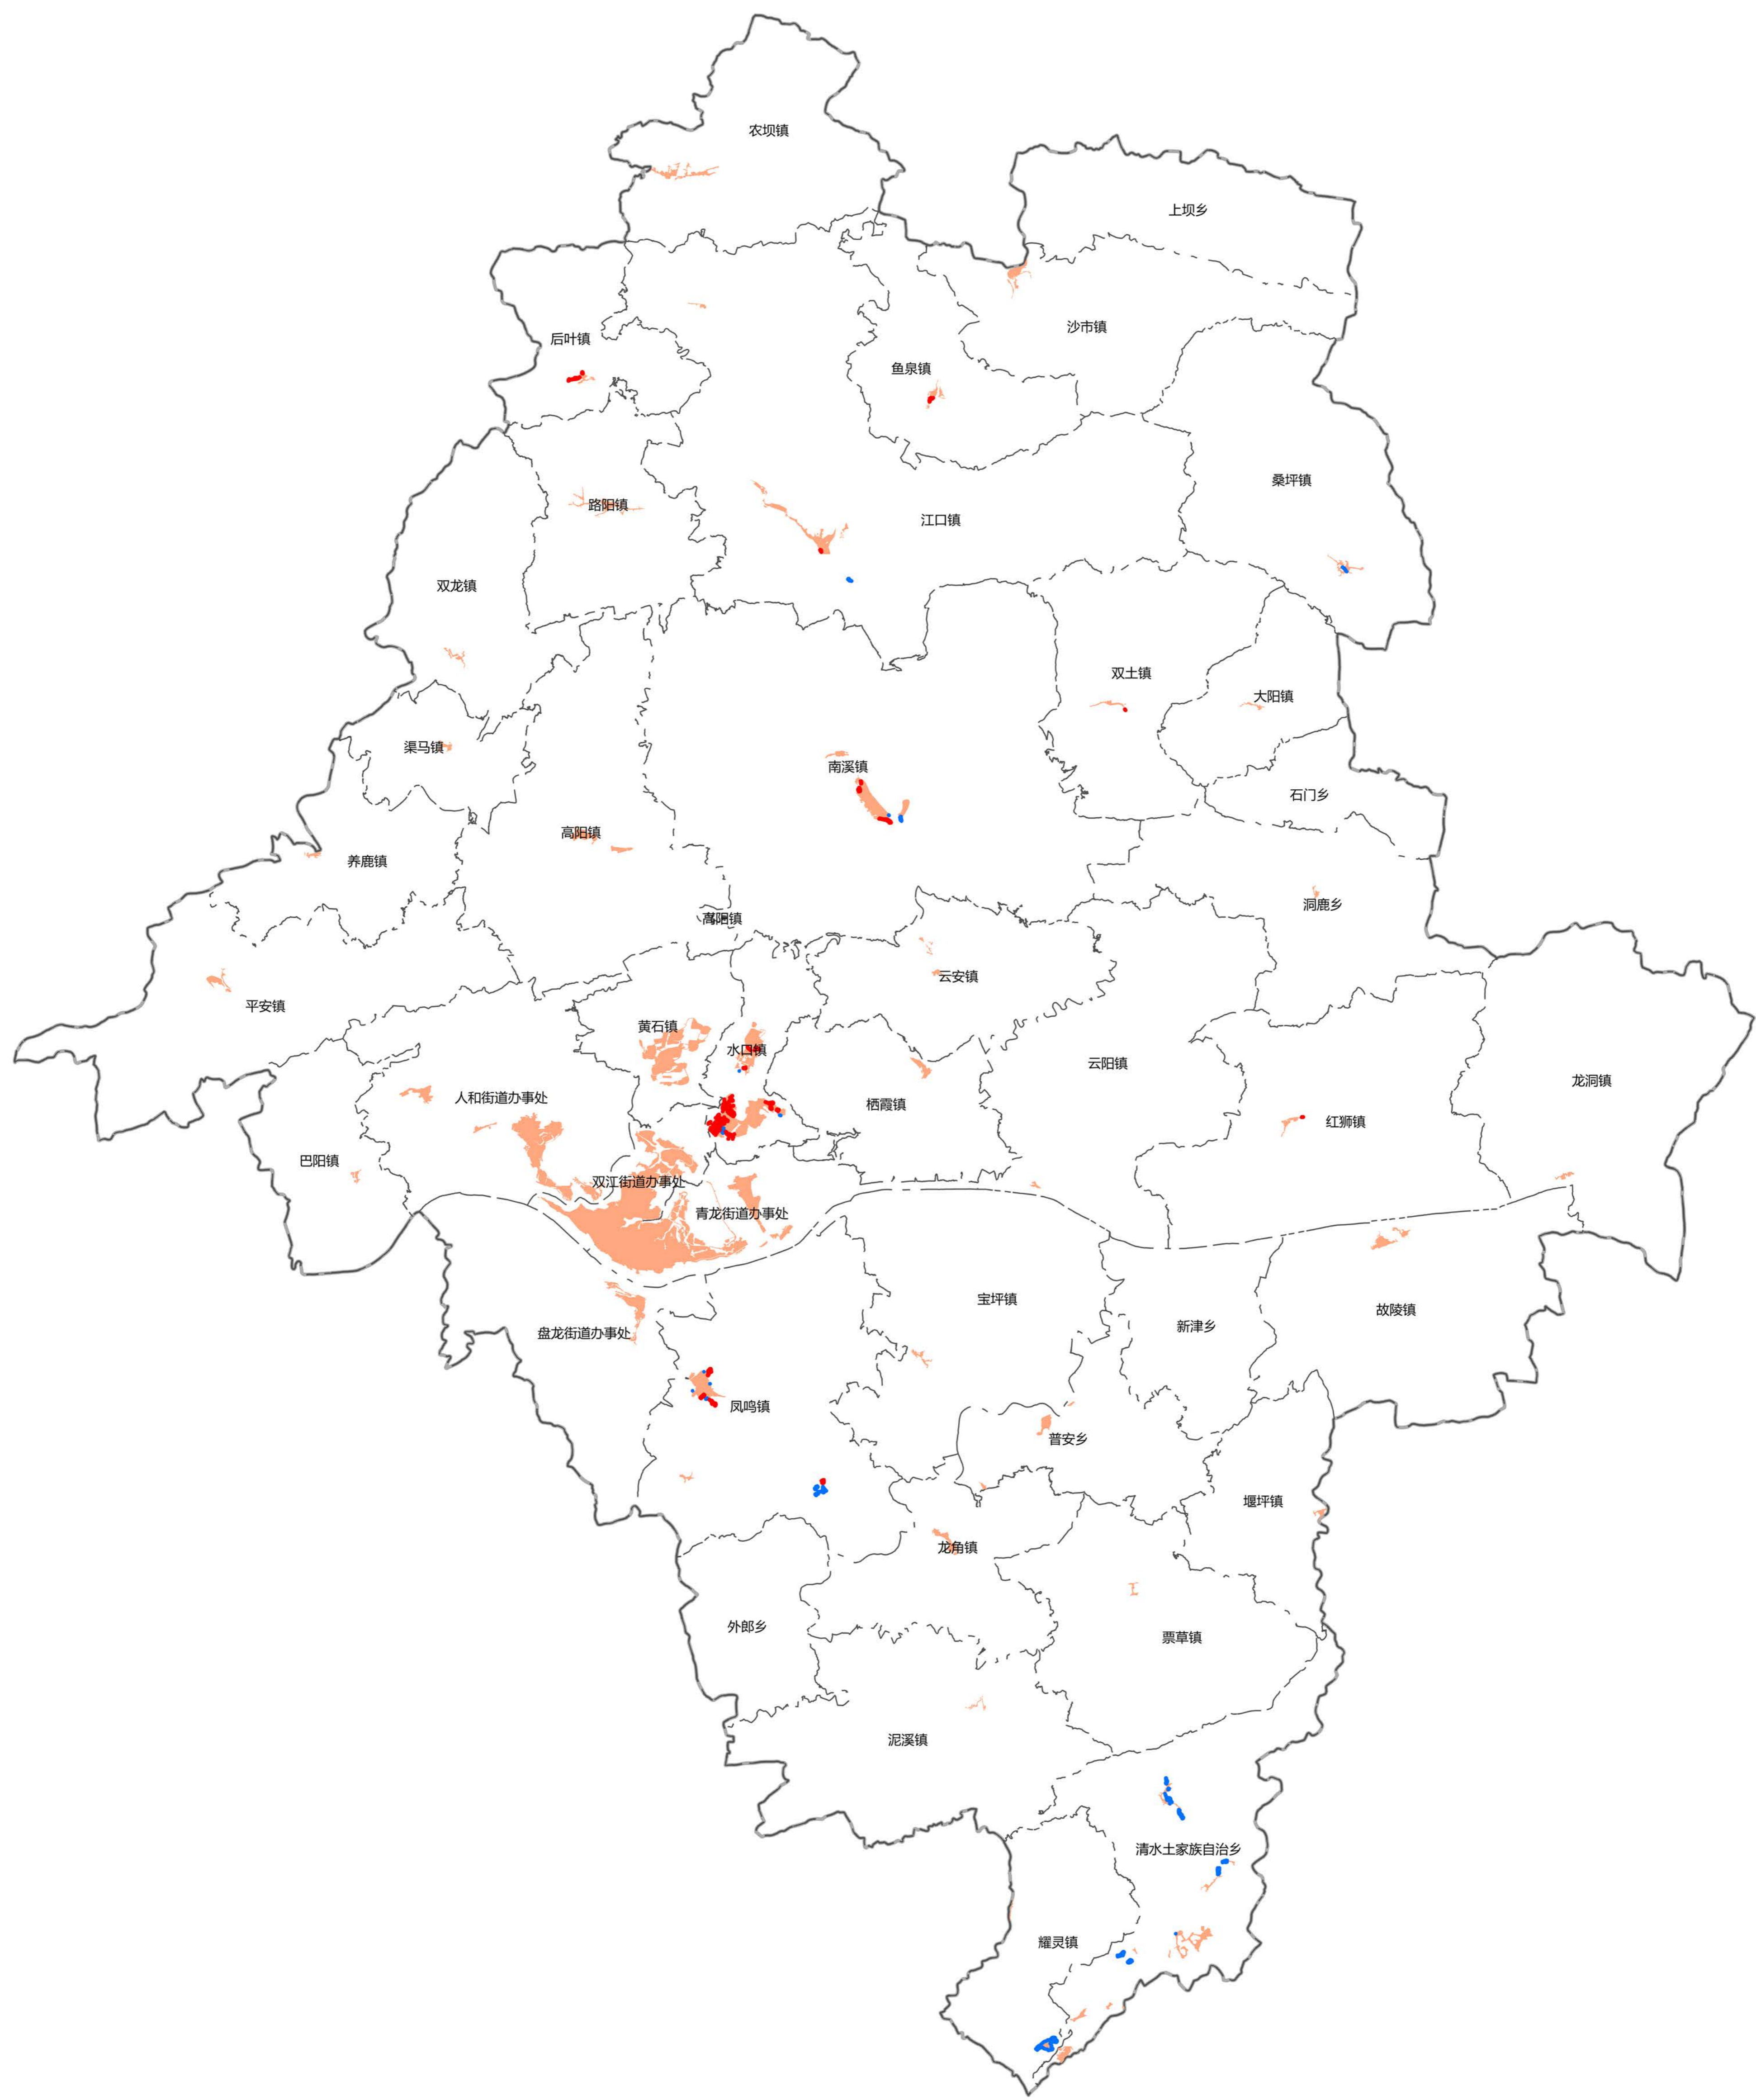 农坝镇
上坝乡
沙市镇
后叶镇
鱼泉镇
桑坪镇
路阳镇
江口镇
双龙镇
双土镇
大阳镇
渠马镇
南溪镇
石门乡
高阳镇
养鹿镇
洞鹿乡
高阳镇
云安镇
平安镇
黄石镇
水口镇
云阳镇
龙洞镇
人和街道办事处
栖霞镇
红狮镇
巴阳镇
双江街道办事处
青龙街道办事处
宝坪镇
故陵镇
新津乡
盘龙街道办事处
凤鸣镇
普安乡
堰坪镇
龙角镇
外郎乡
票草镇
泥溪镇
清水土家族自治乡
耀灵镇